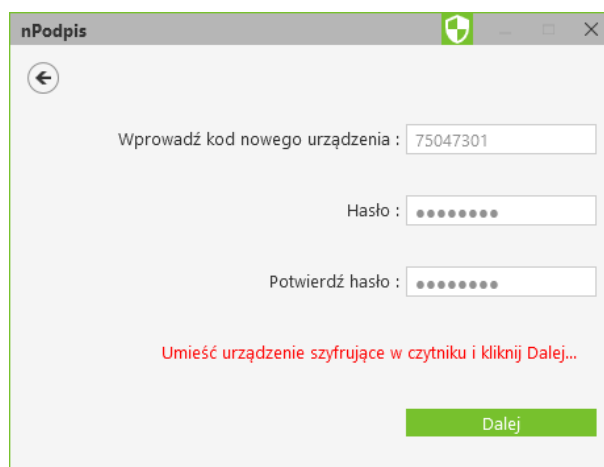 nPodpis
Wprowadź kod nowego urządzenia : 75047301
Hasło : ●●●●●●●●
Potwierdź hasło : ●●●●●●●●
Umieść urządzenie szyfrujące w czytniku i kliknij Dalej...
Dalej